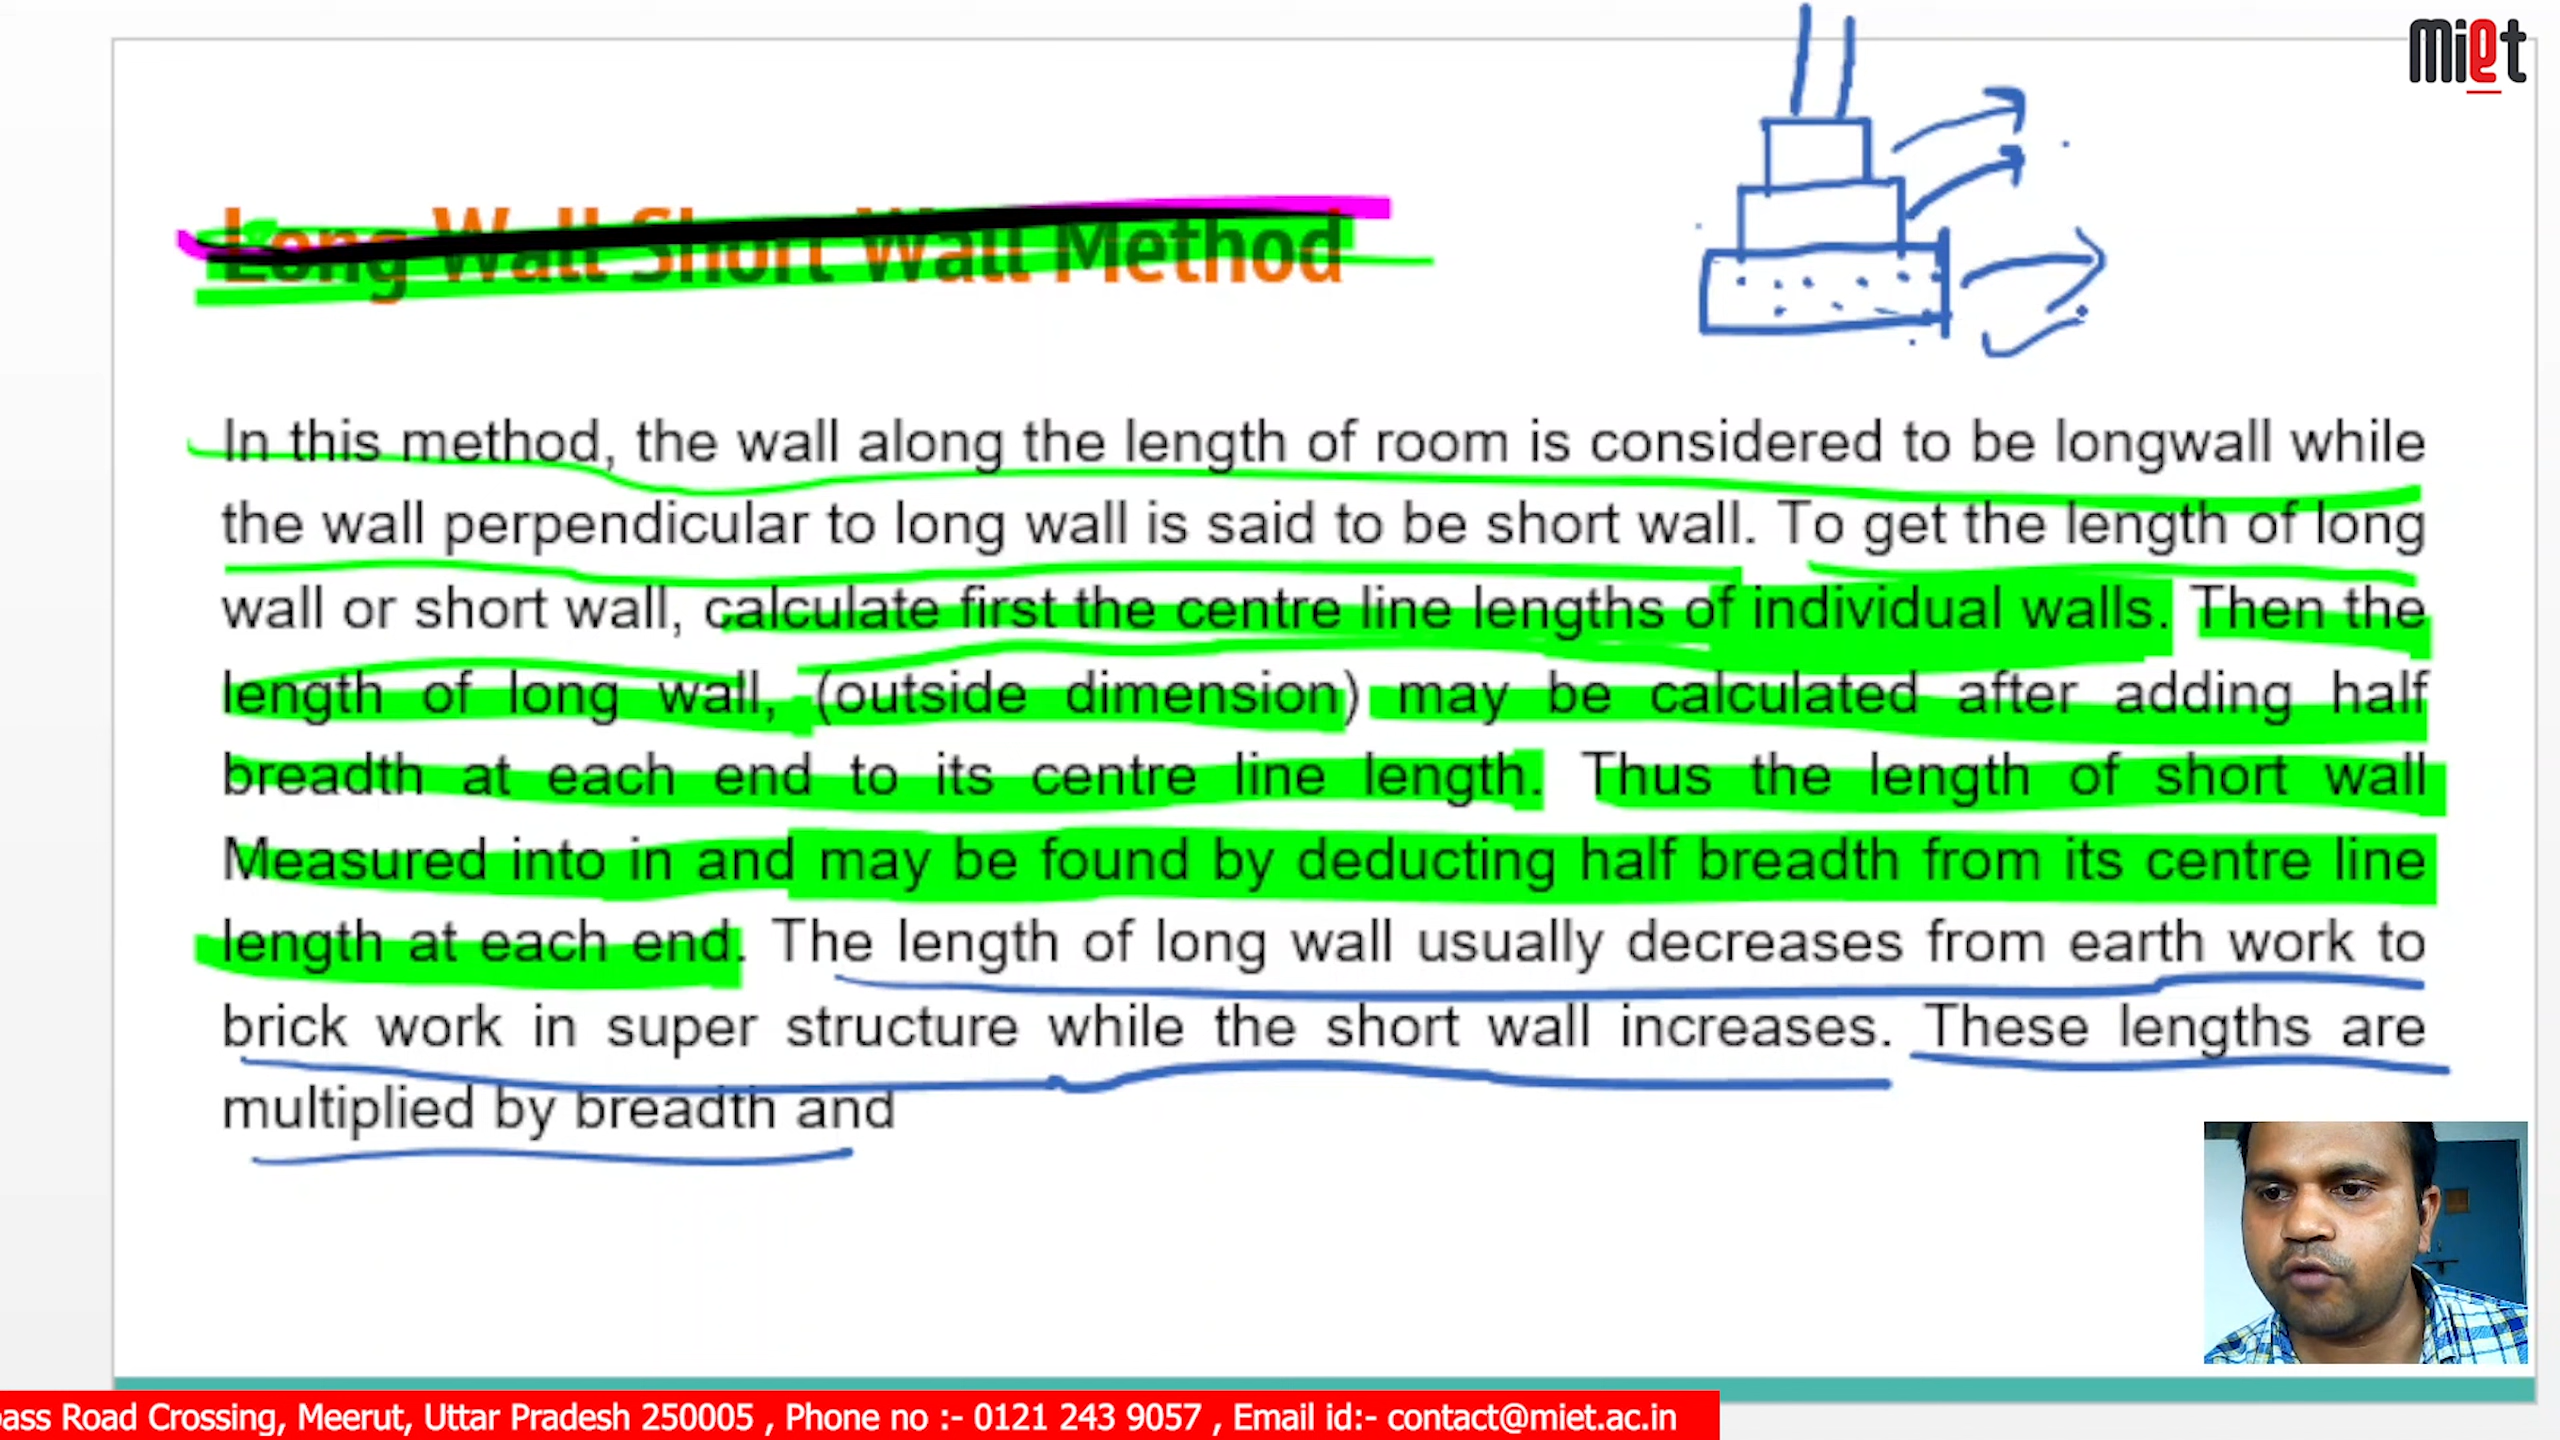 miet
Long Wall Short Wall Method
In this method, the wall along the length of room is considered to be longwall while
the wall perpendicular to long wall is said to be short wall. To get the length of long
wall or short wall, calculate first the centre line lengths of individual walls. Then the
length of long wall, (outside dimension) may be calculated after adding half
breadth at each end to its centre line length. Thus the length of short wall
Measured into in and may be found by deducting half breadth from its centre line
length at each end. The length of long wall usually decreases from earth work to
brick work in super structure while the short wall increases. These lengths are
multiplied by breadth and
pass Road Crossing, Meerut, Uttar Pradesh 250005 , Phone no :- 0121 243 9057 , Email id:- contact@miet.ac.in